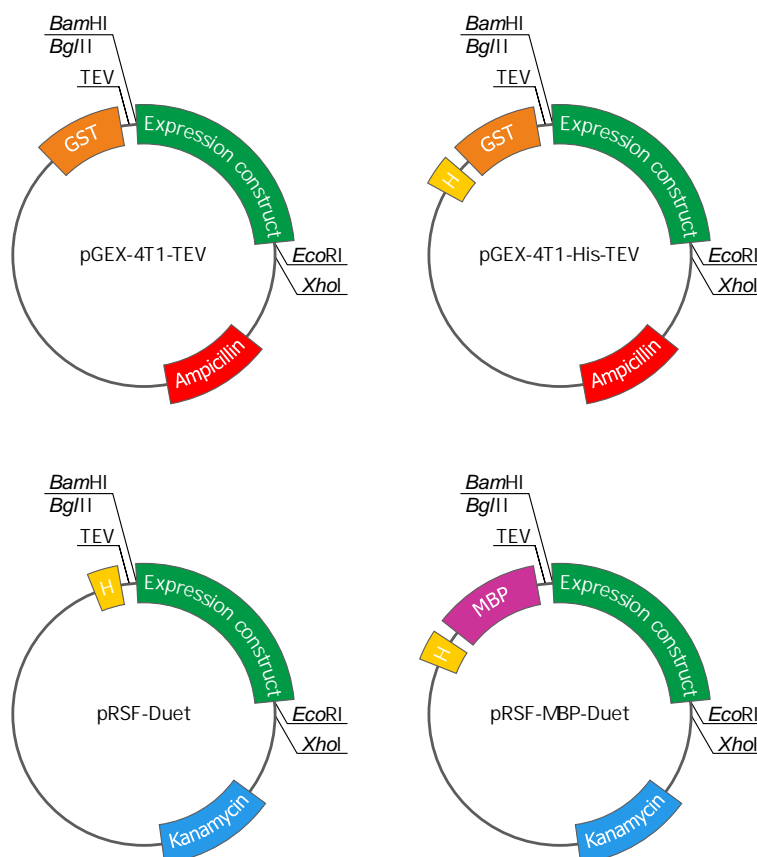 BamHI
BglII
TEV
GST
Expression construct
pGEX-4T1-TEV
EcoRI
XhoI
Ampicillin
BamHI
BglII
TEV
H
GST
Expression construct
pGEX-4T1-His-TEV
EcoRI
XhoI
Ampicillin
BamHI
BglII
TEV
H
Expression construct
pRSF-Duet
EcoRI
XhoI
Kanamycin
BamHI
BglII
TEV
H
MBP
Expression construct
pRSF-MBP-Duet
EcoRI
XhoI
Kanamycin